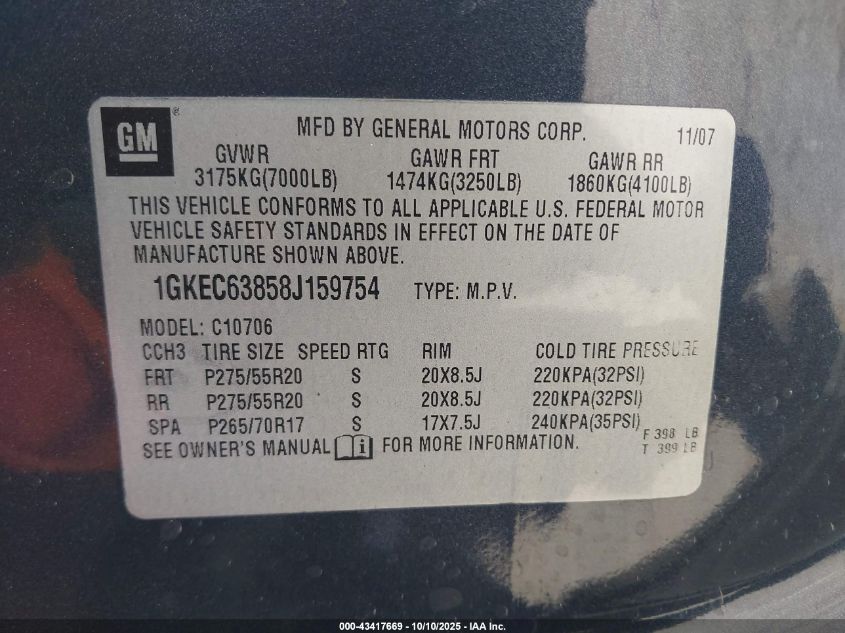 GM® MFD BY GENERAL MOTORS CORP. 11/07
GVWR GAWR FRT GAWR RR
3175KG(7000LB) 1474KG(3250LB) 1860KG(4100LB)
THIS VEHICLE CONFORMS TO ALL APPLICABLE U.S. FEDERAL MOTOR
VEHICLE SAFETY STANDARDS IN EFFECT ON THE DATE OF
MANUFACTURE SHOWN ABOVE.
1GKEC63858J159754 TYPE: M.P.V.
MODEL: C10706
CCH3 TIRE SIZE SPEED RTG RIM COLD TIRE PRESSURE
FRT P275/55R20 S 20X8.5J 220KPA(32PSI)
RR P275/55R20 S 20X8.5J 220KPA(32PSI)
SPA P265/70R17 S 17X7.5J 240KPA(35PSI)
F 398 LB
SEE OWNER'S MANUAL i FOR MORE INFORMATION. T 399 LB
000-43417669 - 10/10/2025 - IAA Inc.